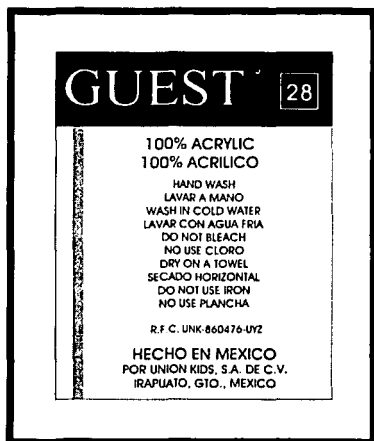 GUEST 28
100% ACRYLIC
100% ACRILICO
HAND WASH
LAVAR A MANO
WASH IN COLD WATER
LAVAR CON AGUA FRIA
DO NOT BLEACH
NO USE CLORO
DRY ON A TOWEL
SECADO HORIZONTAL
DO NOT USE IRON
NO USE PLANCHA
R.F.C. UNK-860476-UYZ
HECHO EN MEXICO
POR UNION KIDS, S.A. DE C.V.
IRAPUATO, GTO., MEXICO